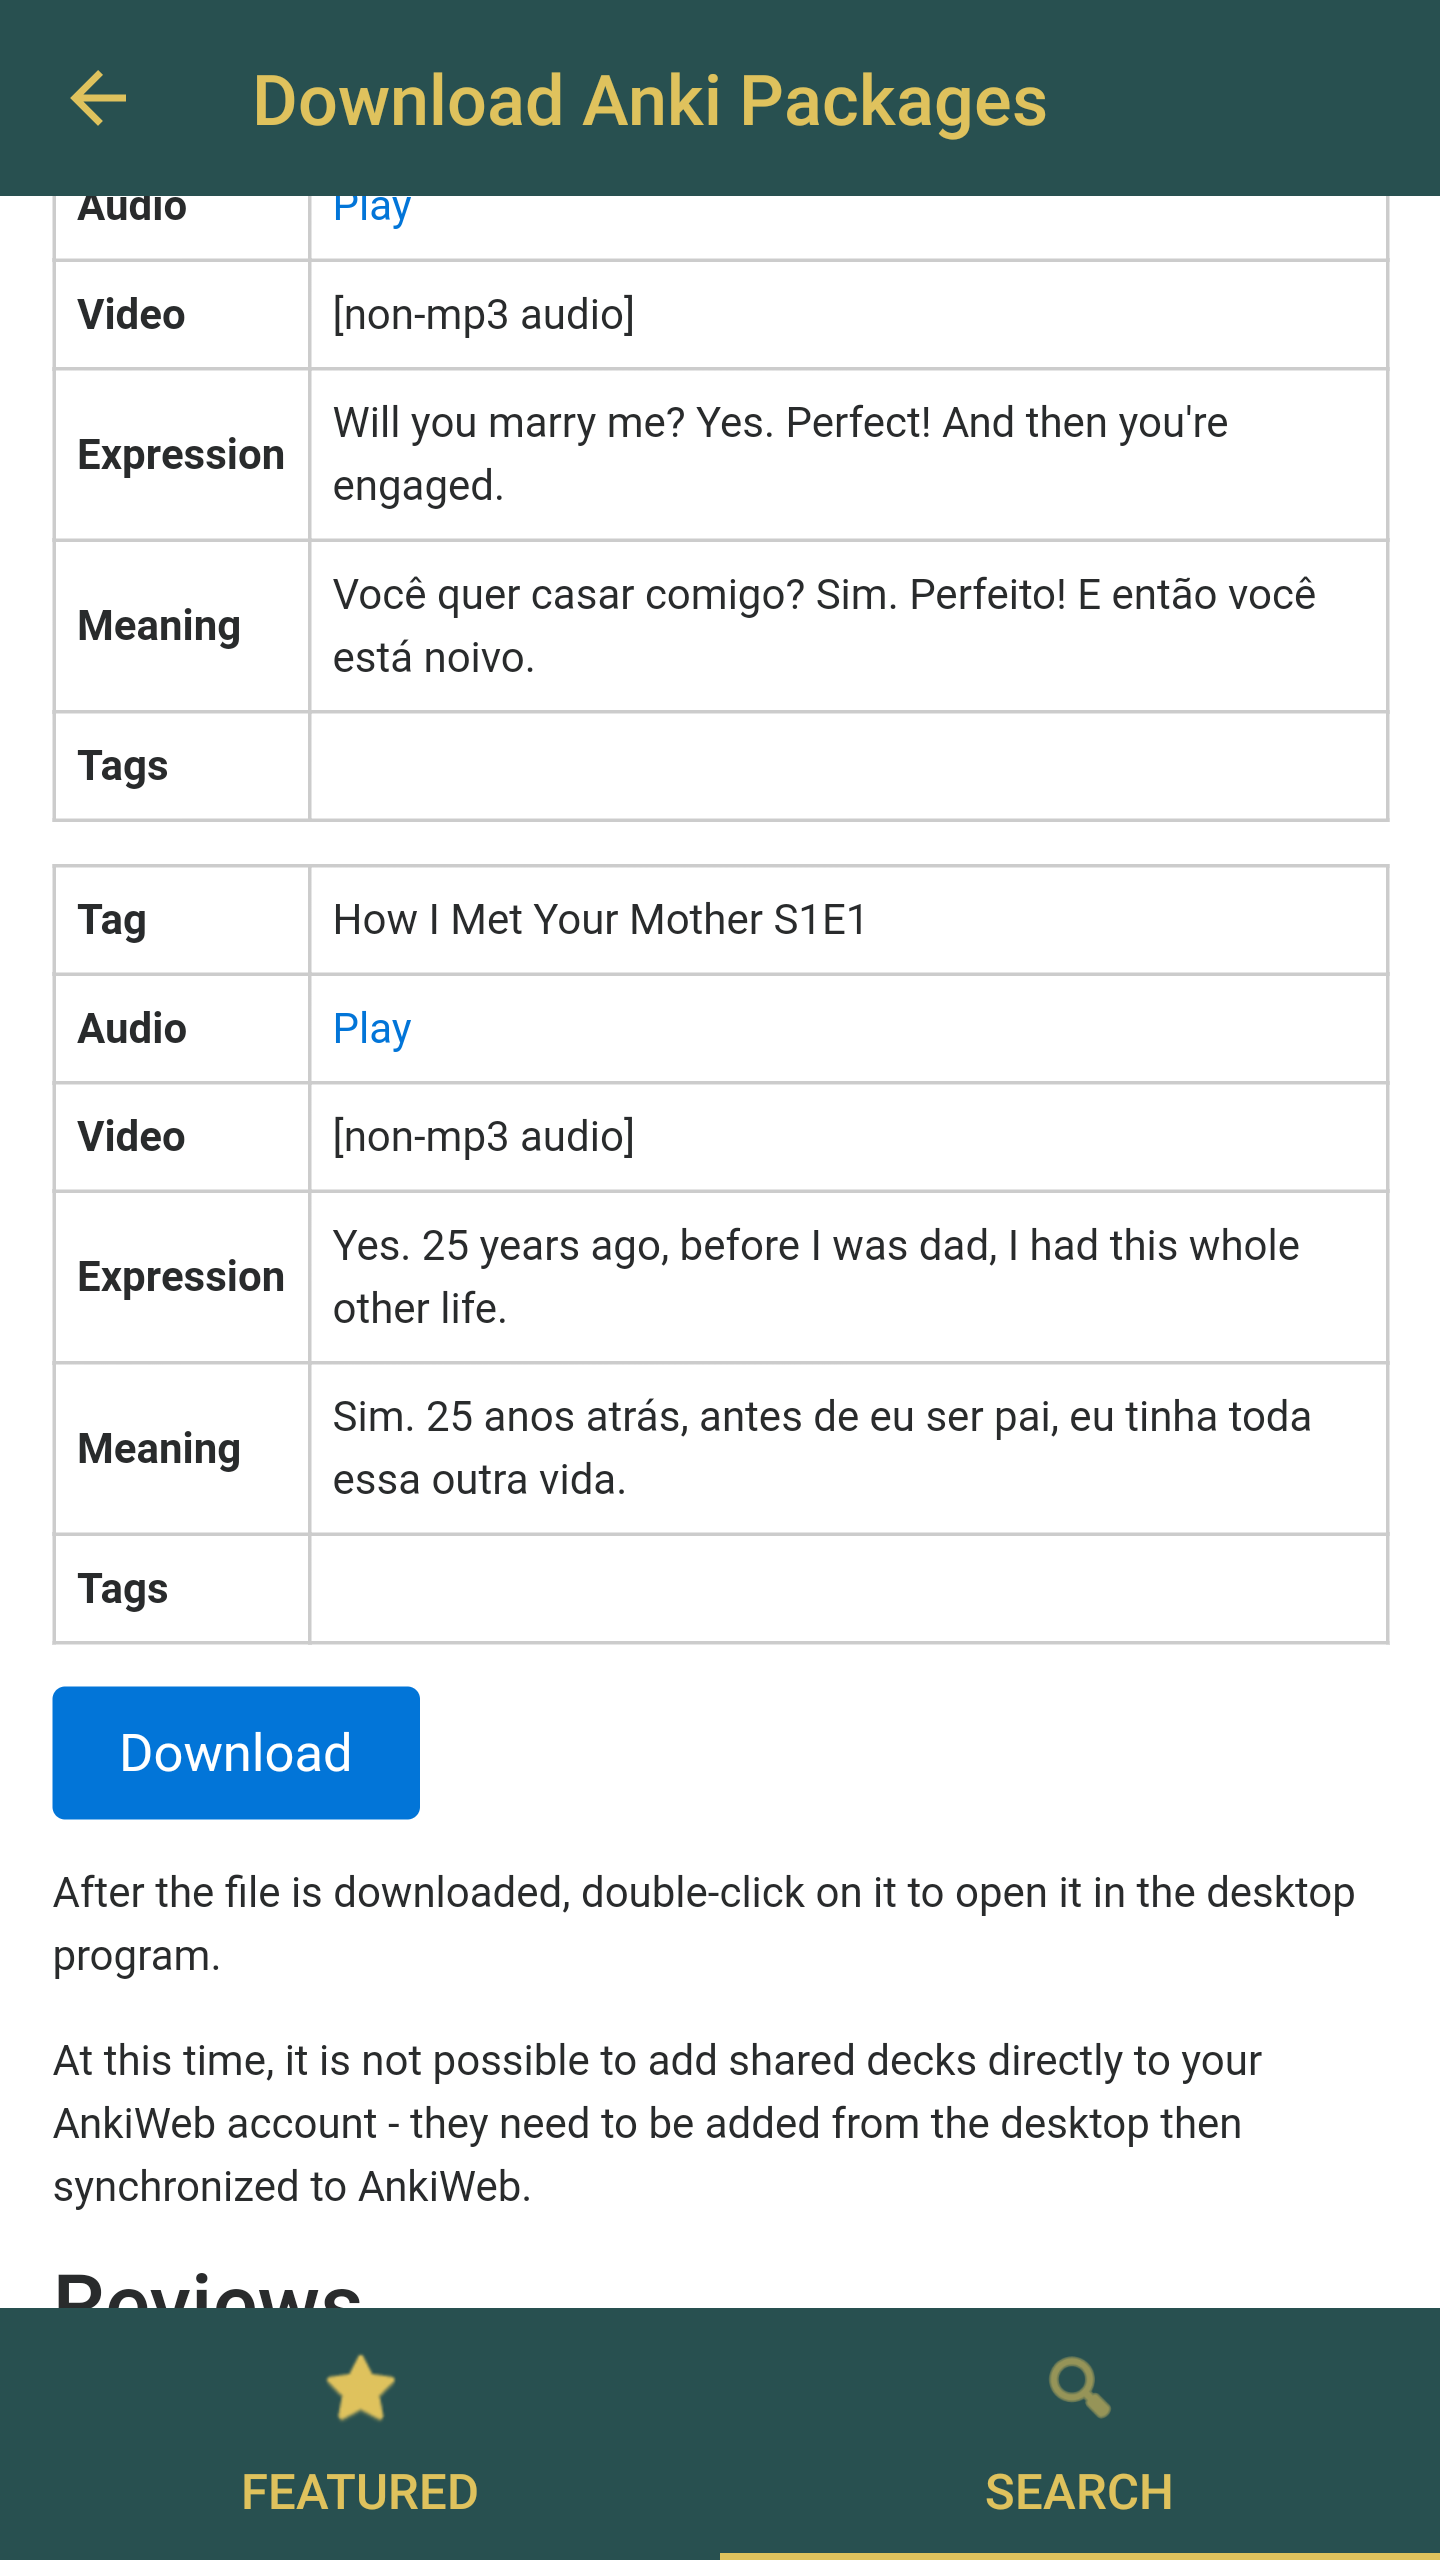 Download Anki Packages
Audio
Play
Video
[non-mp3 audio]
Expression
Will you marry me? Yes. Perfect! And then you're
engaged.
Meaning
Você quer casar comigo? Sim. Perfeito! E então você
está noivo.
Tags
Tag
How I Met Your Mother S1E1
Audio
Play
Video
[non-mp3 audio]
Expression
Yes. 25 years ago, before I was dad, I had this whole
other life.
Meaning
Sim. 25 anos atrás, antes de eu ser pai, eu tinha toda
essa outra vida.
Tags
Download
After the file is downloaded, double-click on it to open it in the desktop
program.
At this time, it is not possible to add shared decks directly to your
AnkiWeb account - they need to be added from the desktop then
synchronized to AnkiWeb.
Reviews
FEATURED
SEARCH